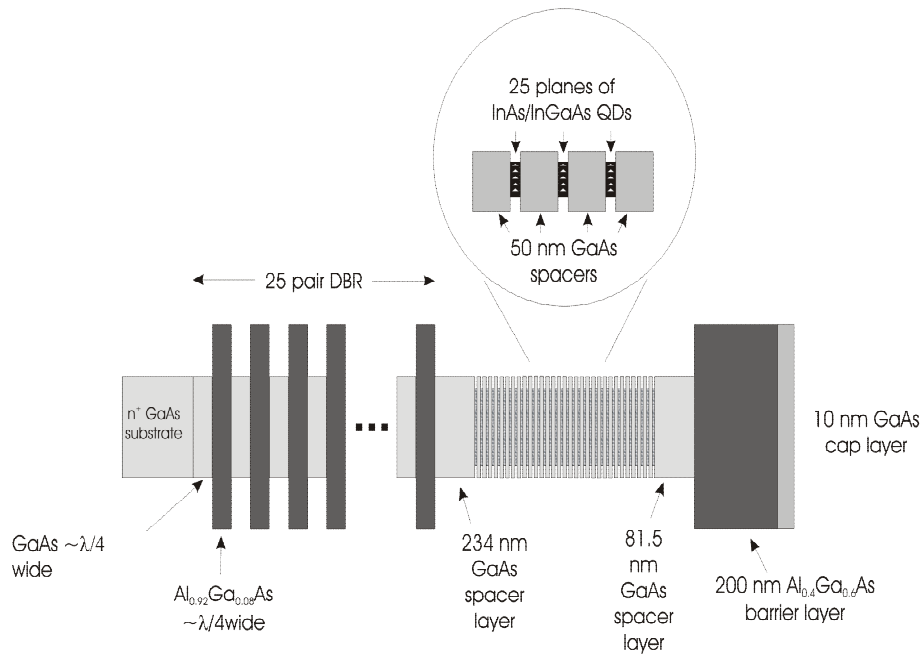 25 planes of
InAs/InGaAs QDs
50 nm GaAs
spacers
25 pair DBR
n⁺ GaAs
substrate
10 nm GaAs
cap layer
GaAs ~λ/4
wide
Al₀.₉₂Ga₀.₀₈As
~λ/4wide
234 nm
GaAs
spacer
layer
81.5
nm
GaAs
spacer
layer
200 nm Al₀.₄Ga₀.₆As
barrier layer